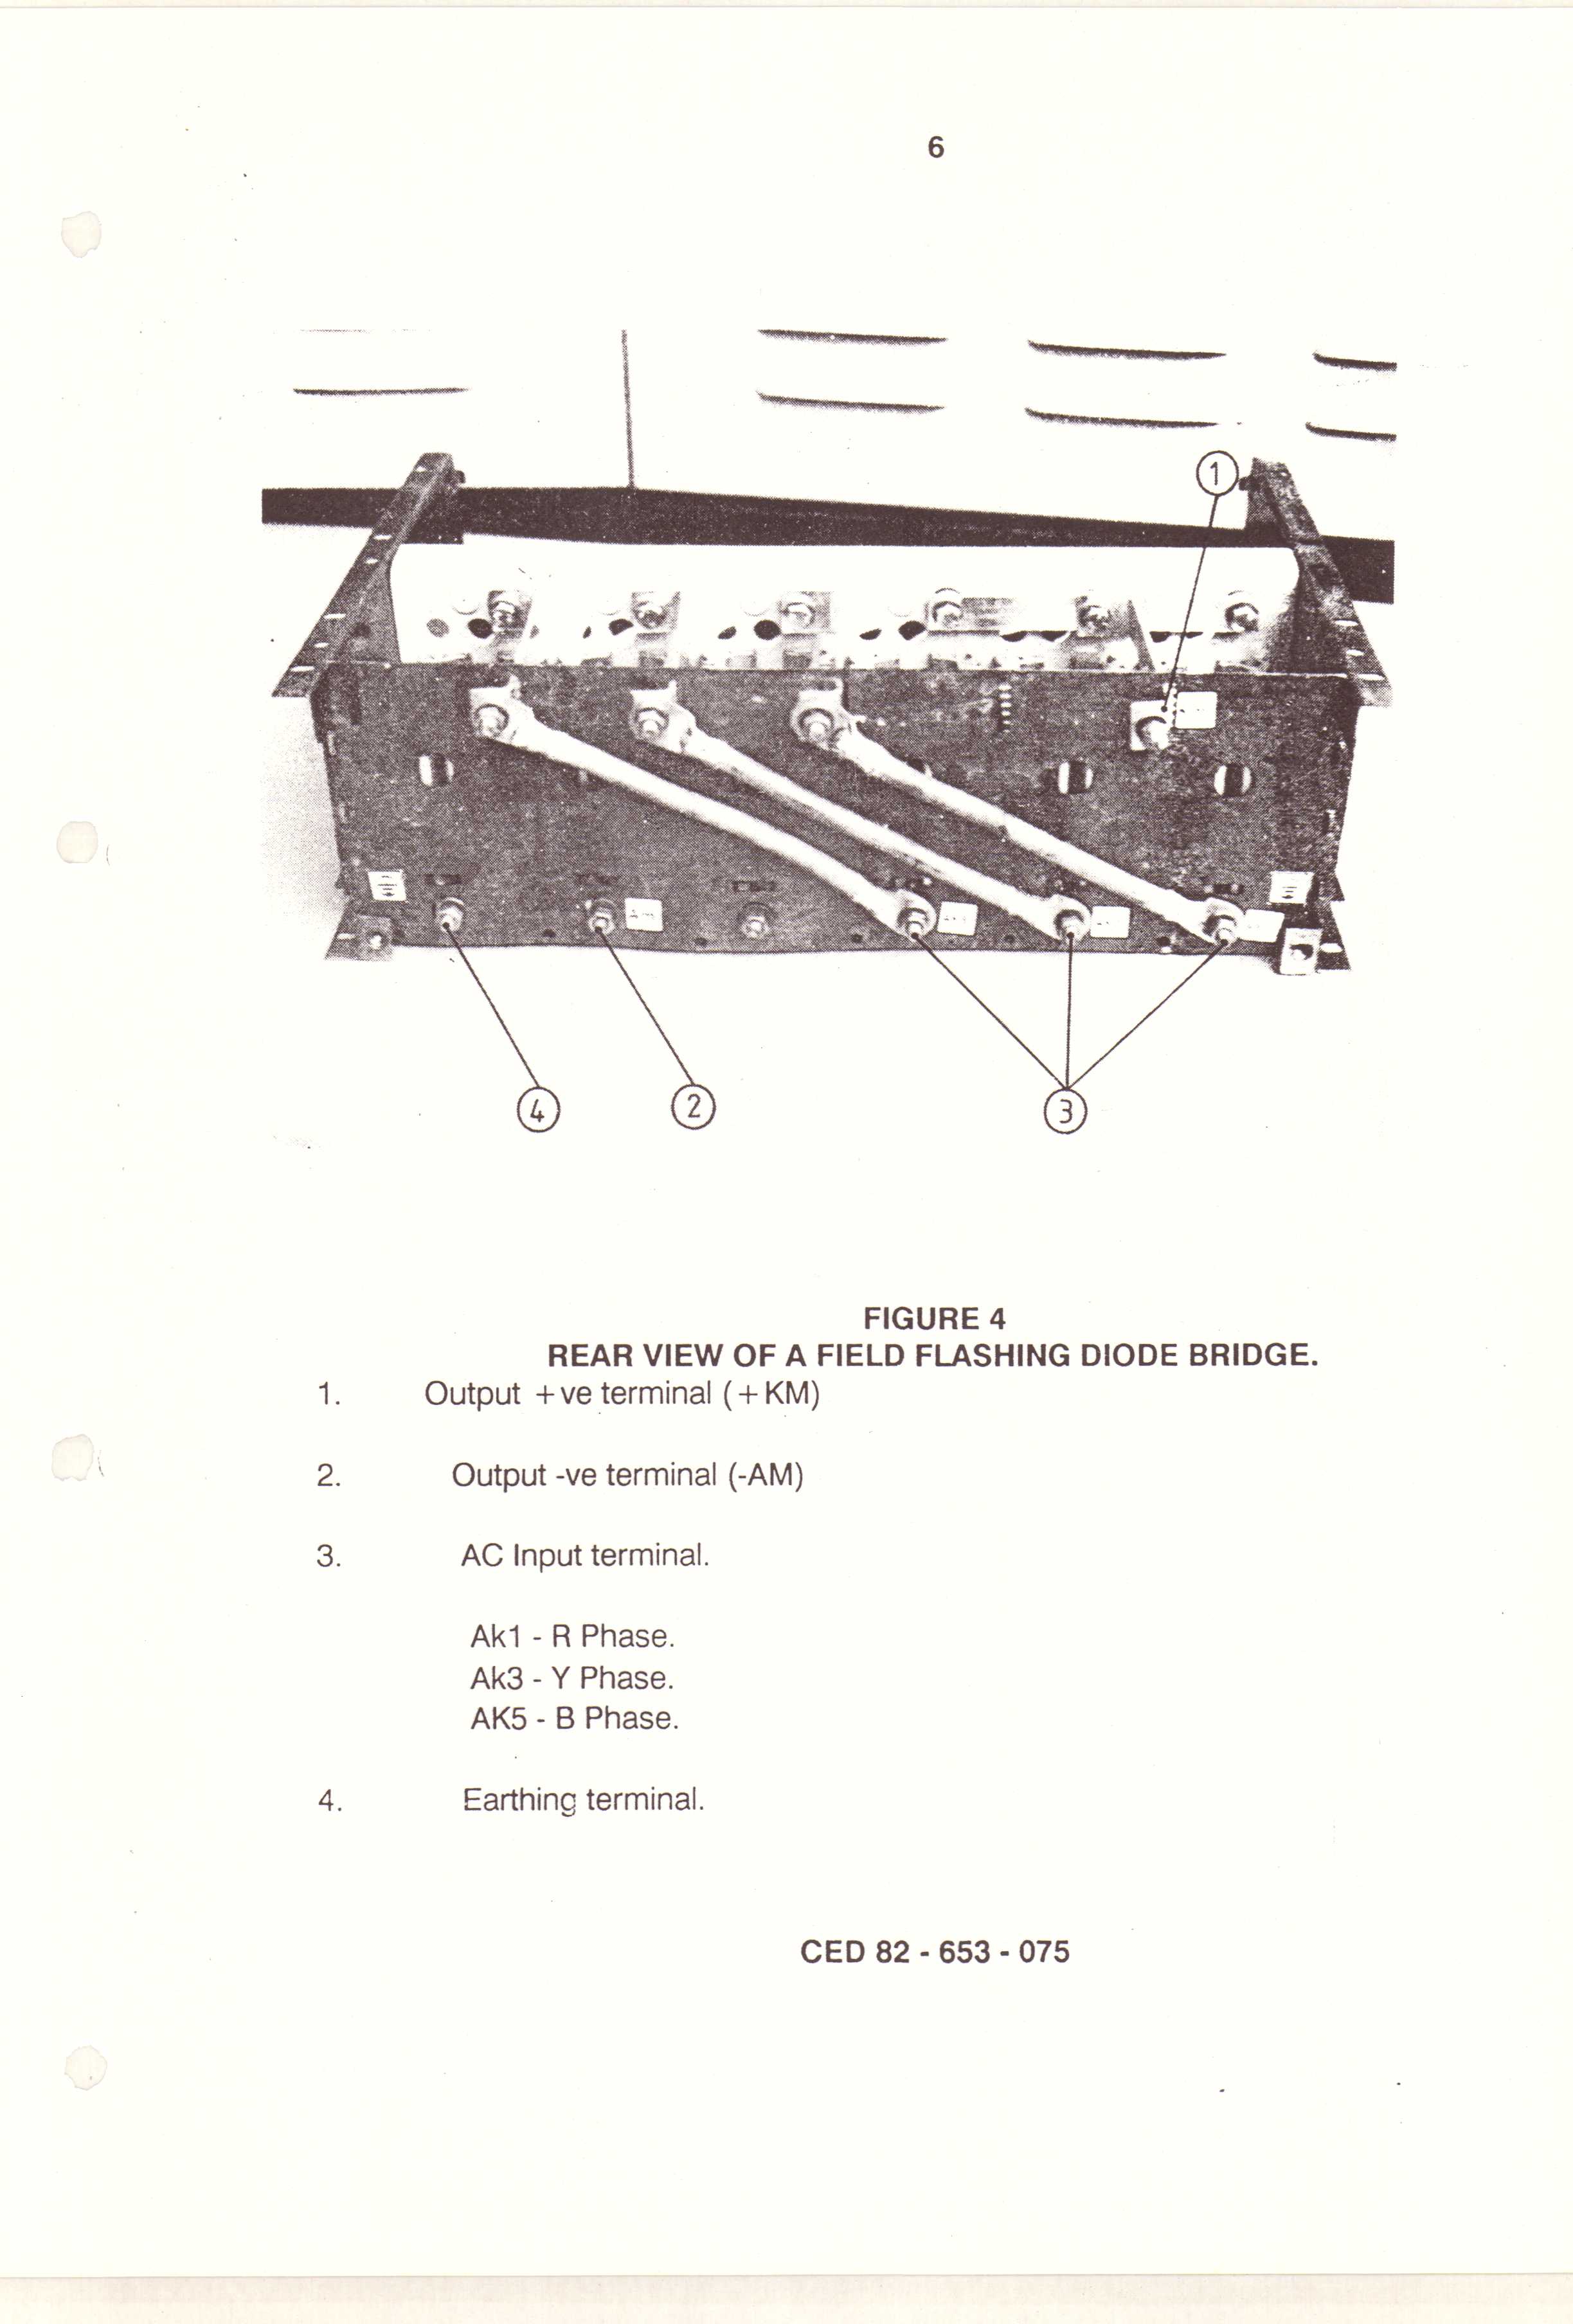 6
1
4
2
3
FIGURE 4
REAR VIEW OF A FIELD FLASHING DIODE BRIDGE.
1. Output +ve terminal (+KM)
2. Output -ve terminal (-AM)
3. AC Input terminal.
Ak1 - R Phase.
Ak3 - Y Phase.
AK5 - B Phase.
4. Earthing terminal.
CED 82 - 653 - 075